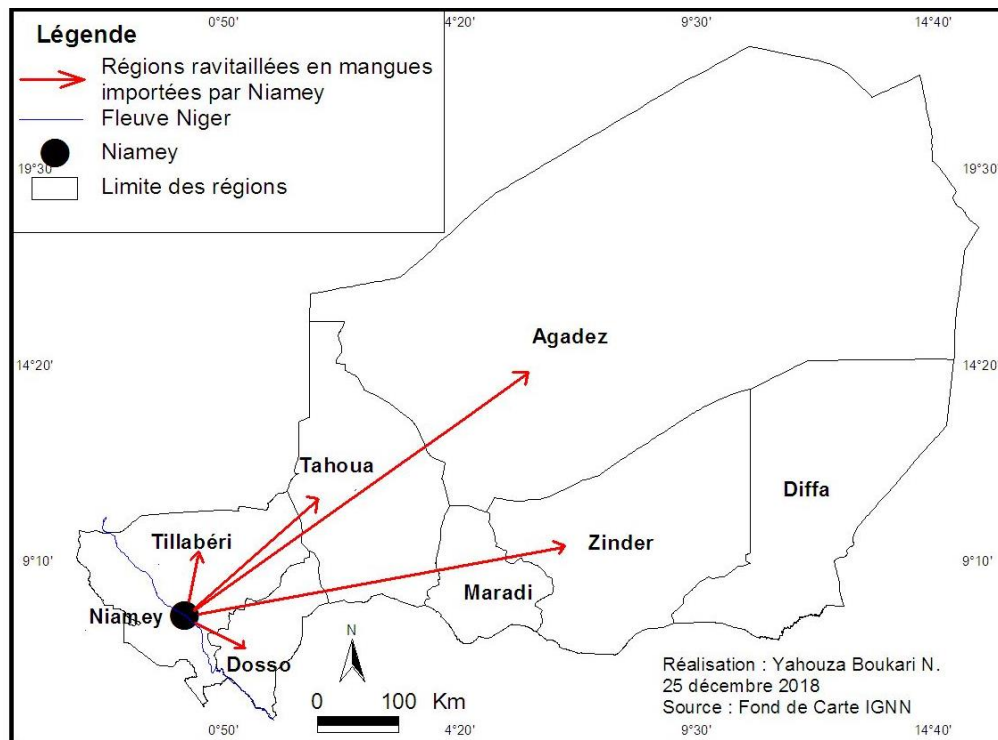 0°50' 4°20' 9°30' 14°40'
Légende
Régions ravitaillées en mangues
importées par Niamey
Fleuve Niger
Niamey
Limite des régions
19°30' 19°30'
Agadez
14°20' 14°20'
Tahoua
Diffa
Tillabéri
Zinder
9°10' 9°10'
Maradi
Niamey
Dosso
N
0 100 Km
Réalisation : Yahouza Boukari N.
25 décembre 2018
Source : Fond de Carte IGNN
0°50' 4°20' 9°30' 14°40'